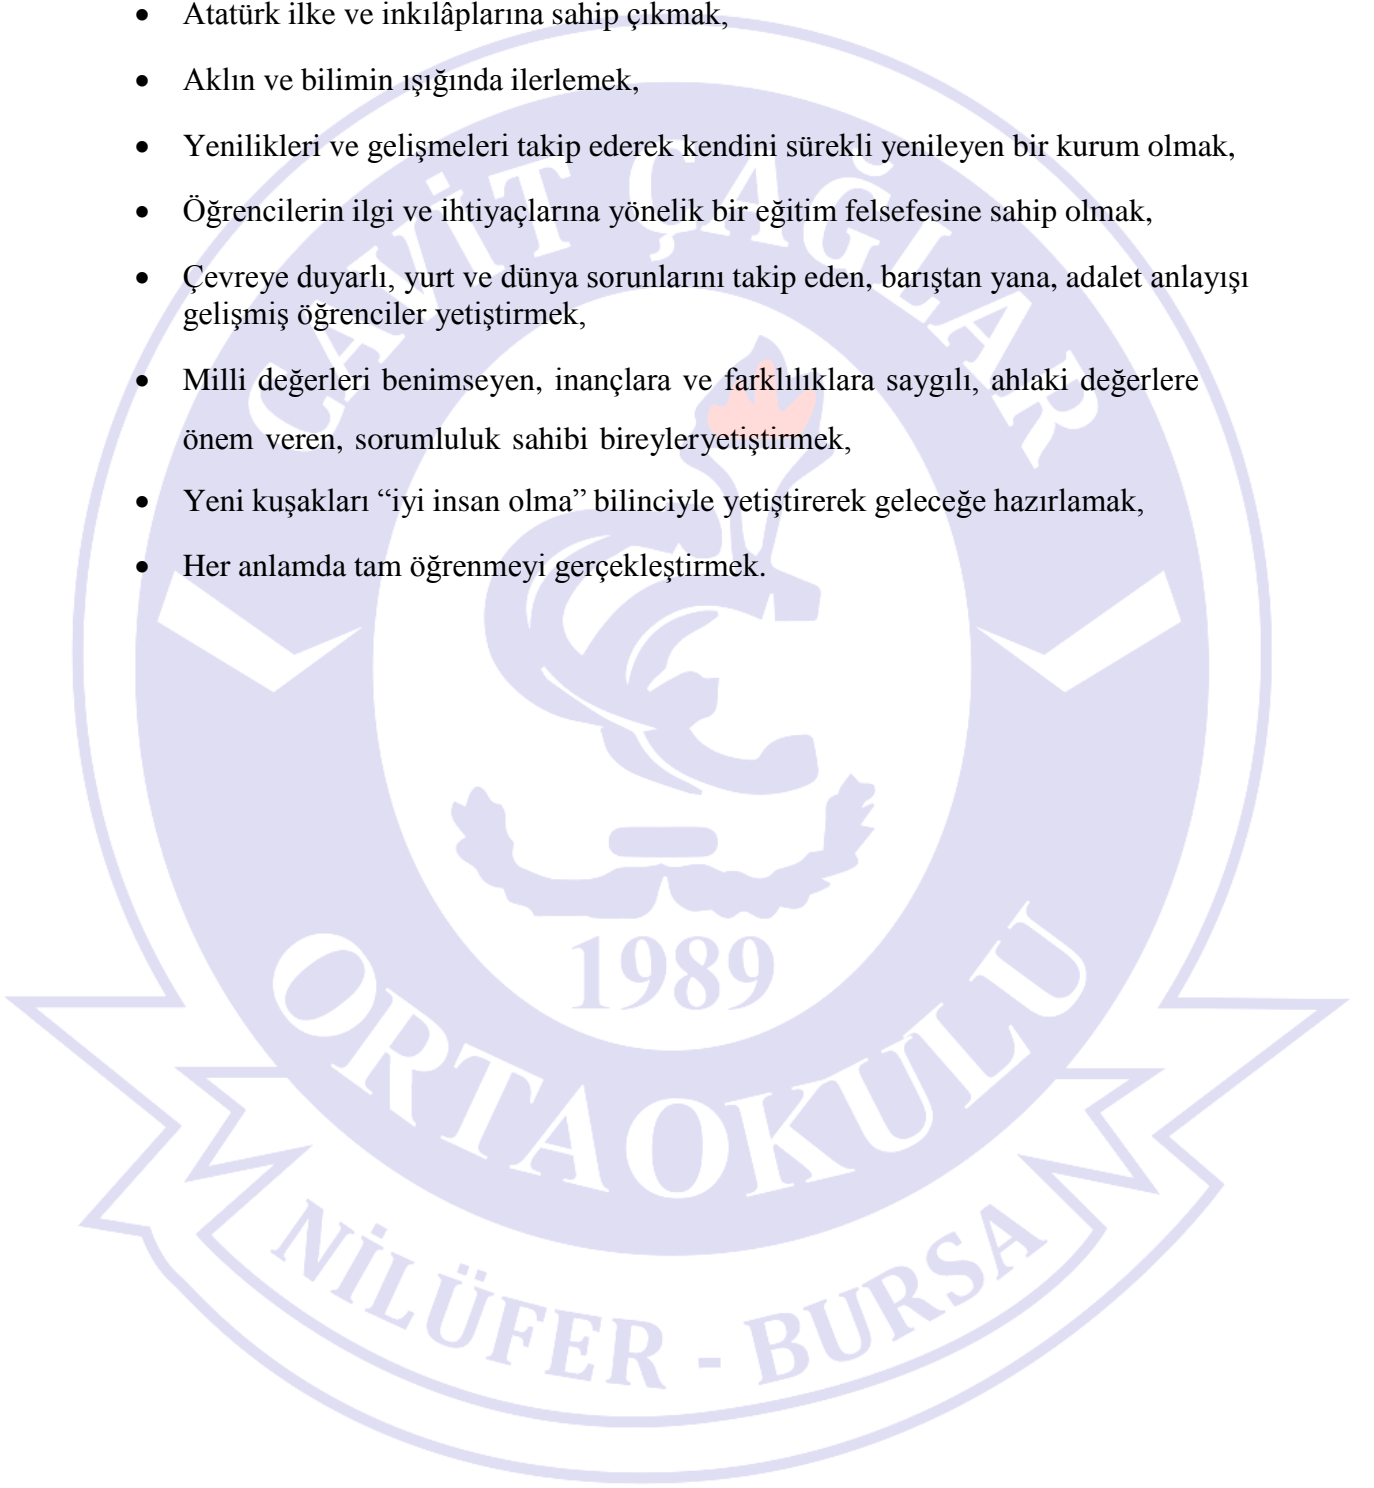 • Atatürk ilke ve inkılâplarına sahip çıkmak,
• Aklın ve bilimin ışığında ilerlemek,
• Yenilikleri ve gelişmeleri takip ederek kendini sürekli yenileyen bir kurum olmak,
• Öğrencilerin ilgi ve ihtiyaçlarına yönelik bir eğitim felsefesine sahip olmak,
• Çevreye duyarlı, yurt ve dünya sorunlarını takip eden, barıştan yana, adalet anlayışı
gelişmiş öğrenciler yetiştirmek,
• Milli değerleri benimseyen, inançlara ve farklılıklara saygılı, ahlaki değerlere
önem veren, sorumluluk sahibi bireyleryetiştirmek,
• Yeni kuşakları “iyi insan olma” bilinciyle yetiştirerek geleceğe hazırlamak,
• Her anlamda tam öğrenmeyi gerçekleştirmek.
CAVİT ÇAĞLAR
1989
ORTAOKULU
NİLÜFER - BURSA